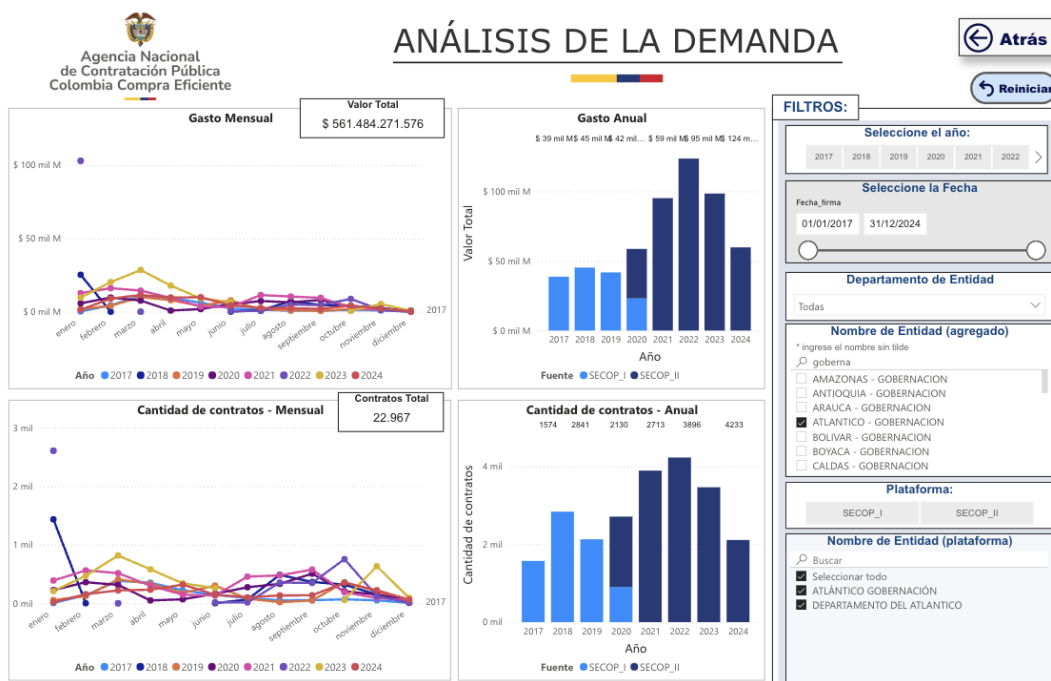 Agencia Nacional
de Contratación Pública
Colombia Compra Eficiente
ANÁLISIS DE LA DEMANDA
Atrás
Reiniciar
Gasto Mensual
Valor Total
$ 561.484.271.576
$ 100 mil M
$ 50 mil M
$ 0 mil M
2017
enero febrero marzo abril mayo junio julio agosto septiembre octubre noviembre diciembre
Año 2017 2018 2019 2020 2021 2022 2023 2024
Gasto Anual
$ 39 mil M $ 45 mil M $ 42 mil... $ 59 mil M $ 95 mil M $ 124 m...
Valor Total
$ 100 mil M
$ 50 mil M
$ 0 mil M
2017 2018 2019 2020 2021 2022 2023 2024
Año
Fuente SECOP_I SECOP_II
Cantidad de contratos - Mensual
Contratos Total
22.967
3 mil
2 mil
1 mil
0 mil
2017
enero febrero marzo abril mayo junio julio agosto septiembre octubre noviembre diciembre
Año 2017 2018 2019 2020 2021 2022 2023 2024
Cantidad de contratos - Anual
1574 2841 2130 2713 3896 4233
Cantidad de contratos
4 mil
2 mil
0 mil
2017 2018 2019 2020 2021 2022 2023 2024
Año
Fuente SECOP_I SECOP_II
FILTROS:
Seleccione el año:
2017 2018 2019 2020 2021 2022
Seleccione la Fecha
Fecha_firma
01/01/2017 31/12/2024
Departamento de Entidad
Todas
Nombre de Entidad (agregado)
* ingrese el nombre sin tilde
goberna
AMAZONAS - GOBERNACION
ANTIOQUIA - GOBERNACION
ARAUCA - GOBERNACION
ATLANTICO - GOBERNACION
BOLIVAR - GOBERNACION
BOYACA - GOBERNACION
CALDAS - GOBERNACION
Plataforma:
SECOP_I SECOP_II
Nombre de Entidad (plataforma)
Buscar
Seleccionar todo
ATLÁNTICO GOBERNACIÓN
DEPARTAMENTO DEL ATLANTICO